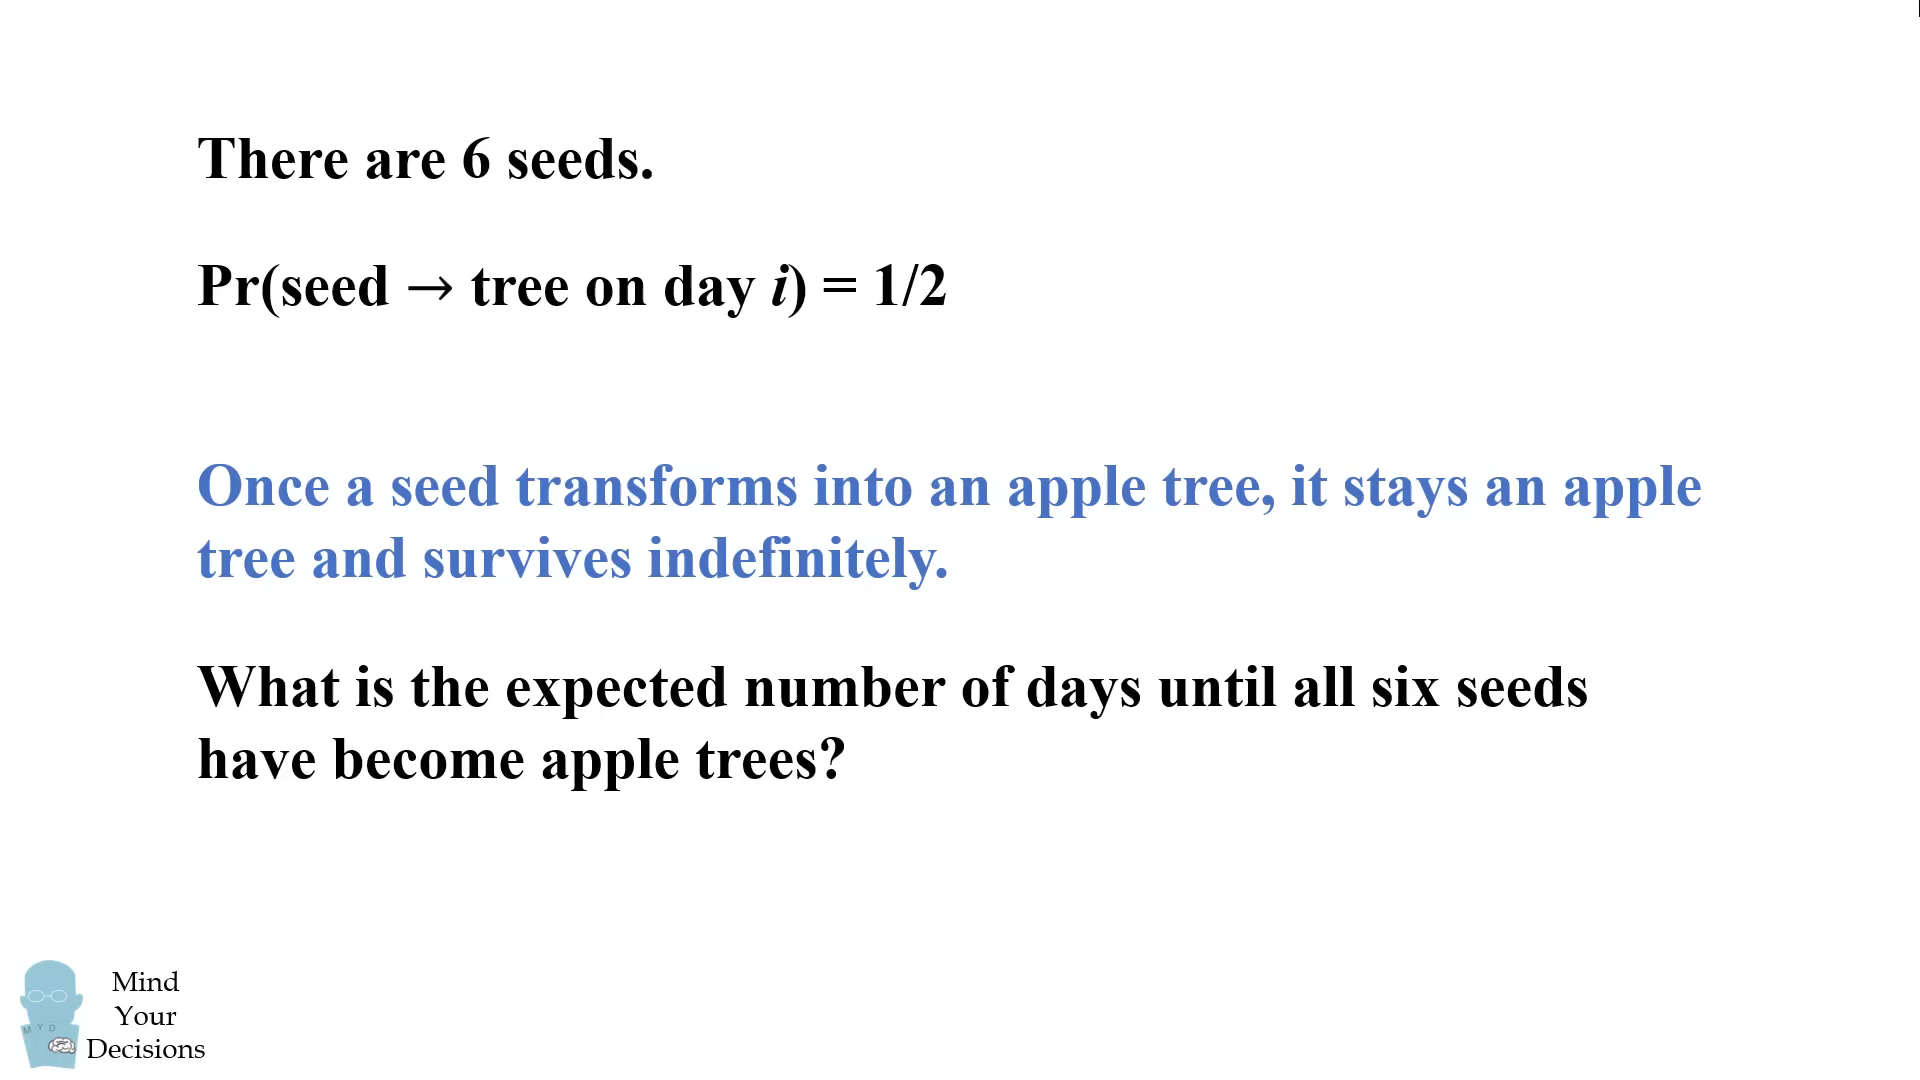 There are 6 seeds.
Pr(seed → tree on day i) = 1/2
Once a seed transforms into an apple tree, it stays an apple
tree and survives indefinitely.
What is the expected number of days until all six seeds
have become apple trees?
M Y D
Mind
Your
Decisions